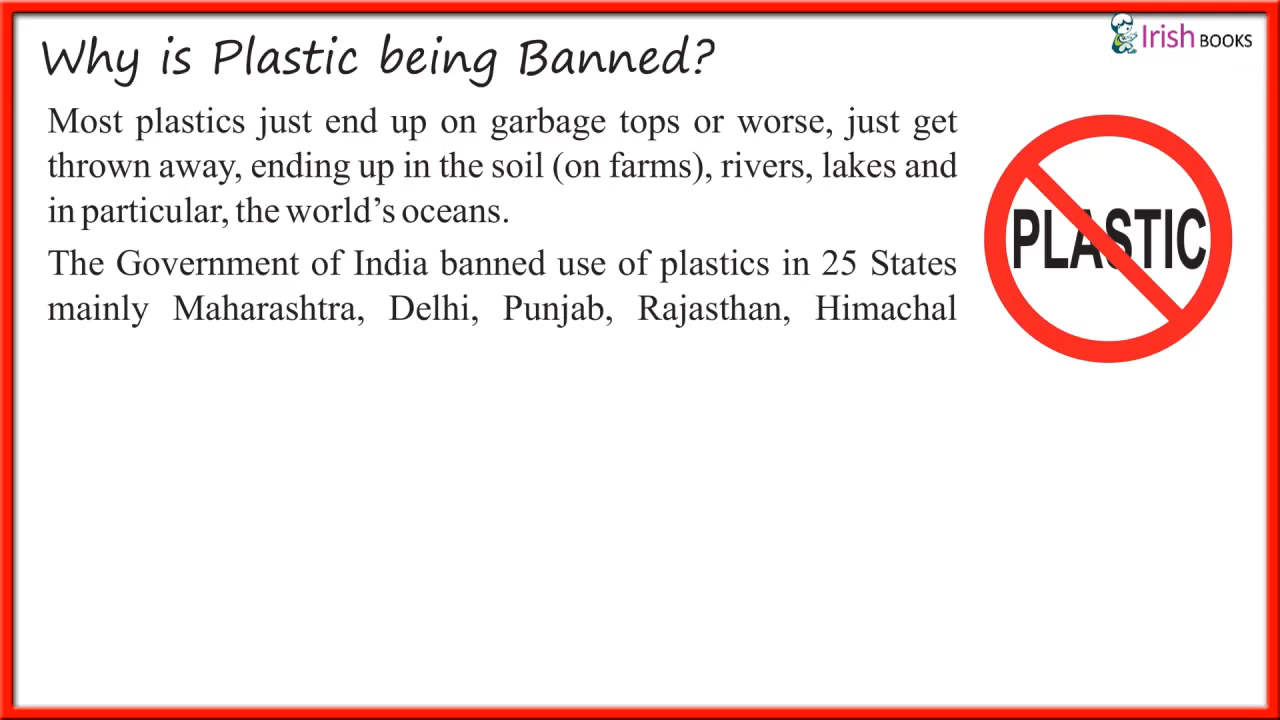 Why is Plastic being Banned?
Irish BOOKS
Most plastics just end up on garbage tops or worse, just get
thrown away, ending up in the soil (on farms), rivers, lakes and
in particular, the world’s oceans.
The Government of India banned use of plastics in 25 States
mainly Maharashtra, Delhi, Punjab, Rajasthan, Himachal
PLASTIC